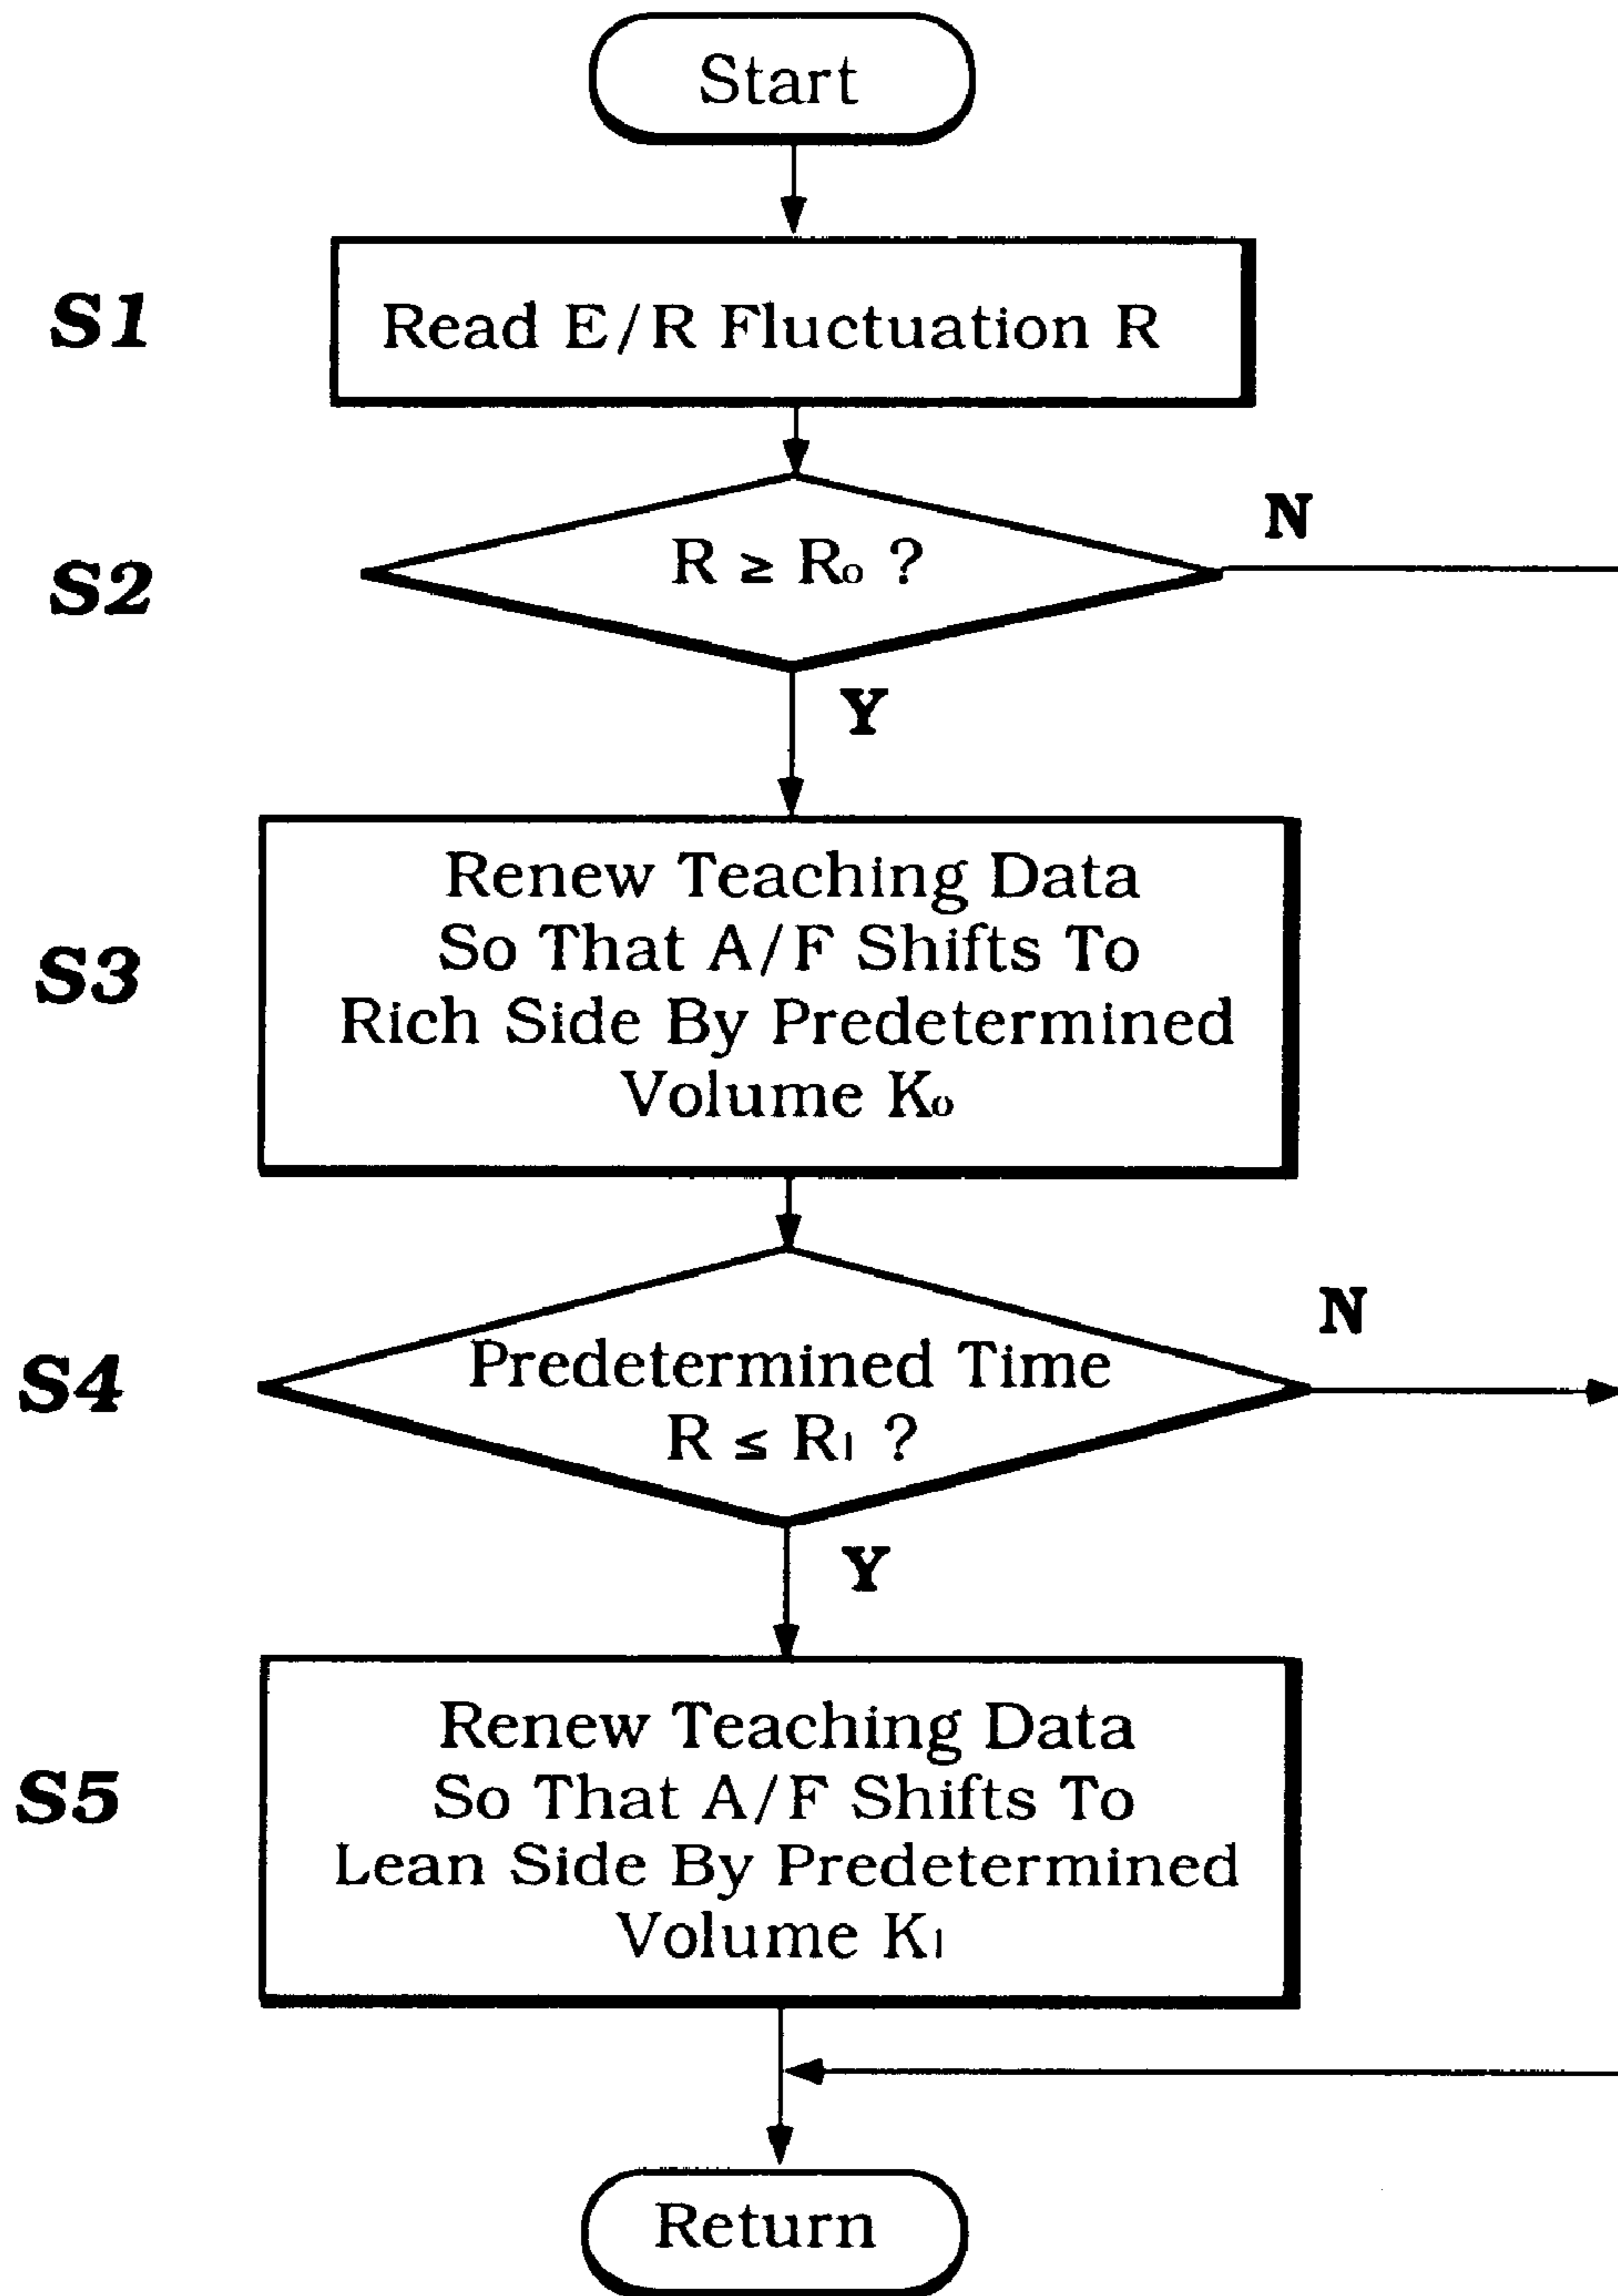 Start
S1
Read E/R Fluctuation R
N
S2
R ≥ R₀ ?
Y
Renew Teaching Data
So That A/F Shifts To
S3
Rich Side By Predetermined
Volume K₀
N
S4
Predetermined Time
R ≤ R₁ ?
Y
Renew Teaching Data
So That A/F Shifts To
S5
Lean Side By Predetermined
Volume K₁
Return